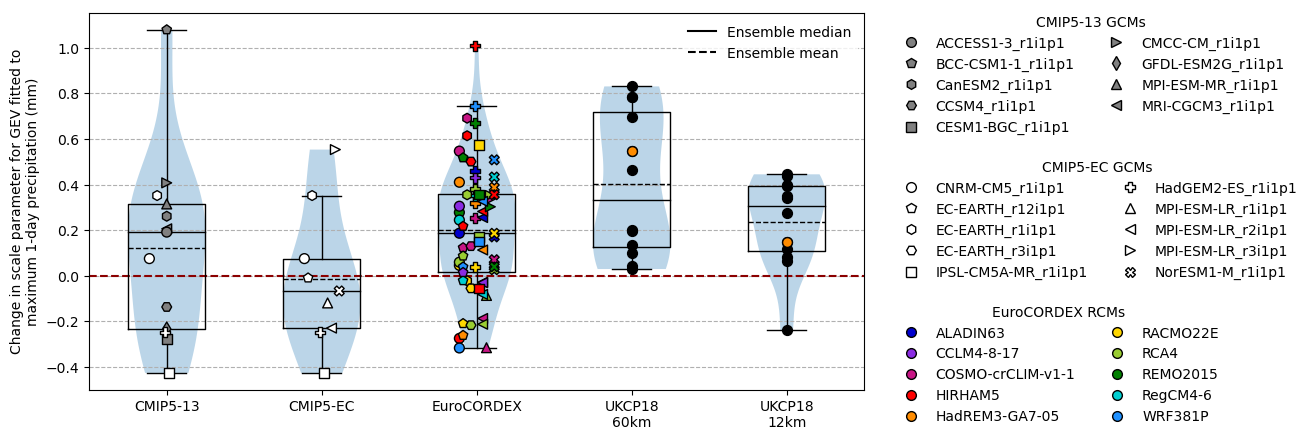 Change in scale parameter for GEV fitted to
maximum 1-day precipitation (mm)
1.0
0.8
0.6
0.4
0.2
0.0
−0.2
−0.4
CMIP5-13
CMIP5-EC
EuroCORDEX
UKCP18
60km
UKCP18
12km
Ensemble median
Ensemble mean
CMIP5-13 GCMs
ACCESS1-3_r1i1p1
BCC-CSM1-1_r1i1p1
CanESM2_r1i1p1
CCSM4_r1i1p1
CESM1-BGC_r1i1p1
CMCC-CM_r1i1p1
GFDL-ESM2G_r1i1p1
MPI-ESM-MR_r1i1p1
MRI-CGCM3_r1i1p1
CMIP5-EC GCMs
CNRM-CM5_r1i1p1
EC-EARTH_r12i1p1
EC-EARTH_r1i1p1
EC-EARTH_r3i1p1
IPSL-CM5A-MR_r1i1p1
HadGEM2-ES_r1i1p1
MPI-ESM-LR_r1i1p1
MPI-ESM-LR_r2i1p1
MPI-ESM-LR_r3i1p1
NorESM1-M_r1i1p1
EuroCORDEX RCMs
ALADIN63
CCLM4-8-17
COSMO-crCLIM-v1-1
HIRHAM5
HadREM3-GA7-05
RACMO22E
RCA4
REMO2015
RegCM4-6
WRF381P